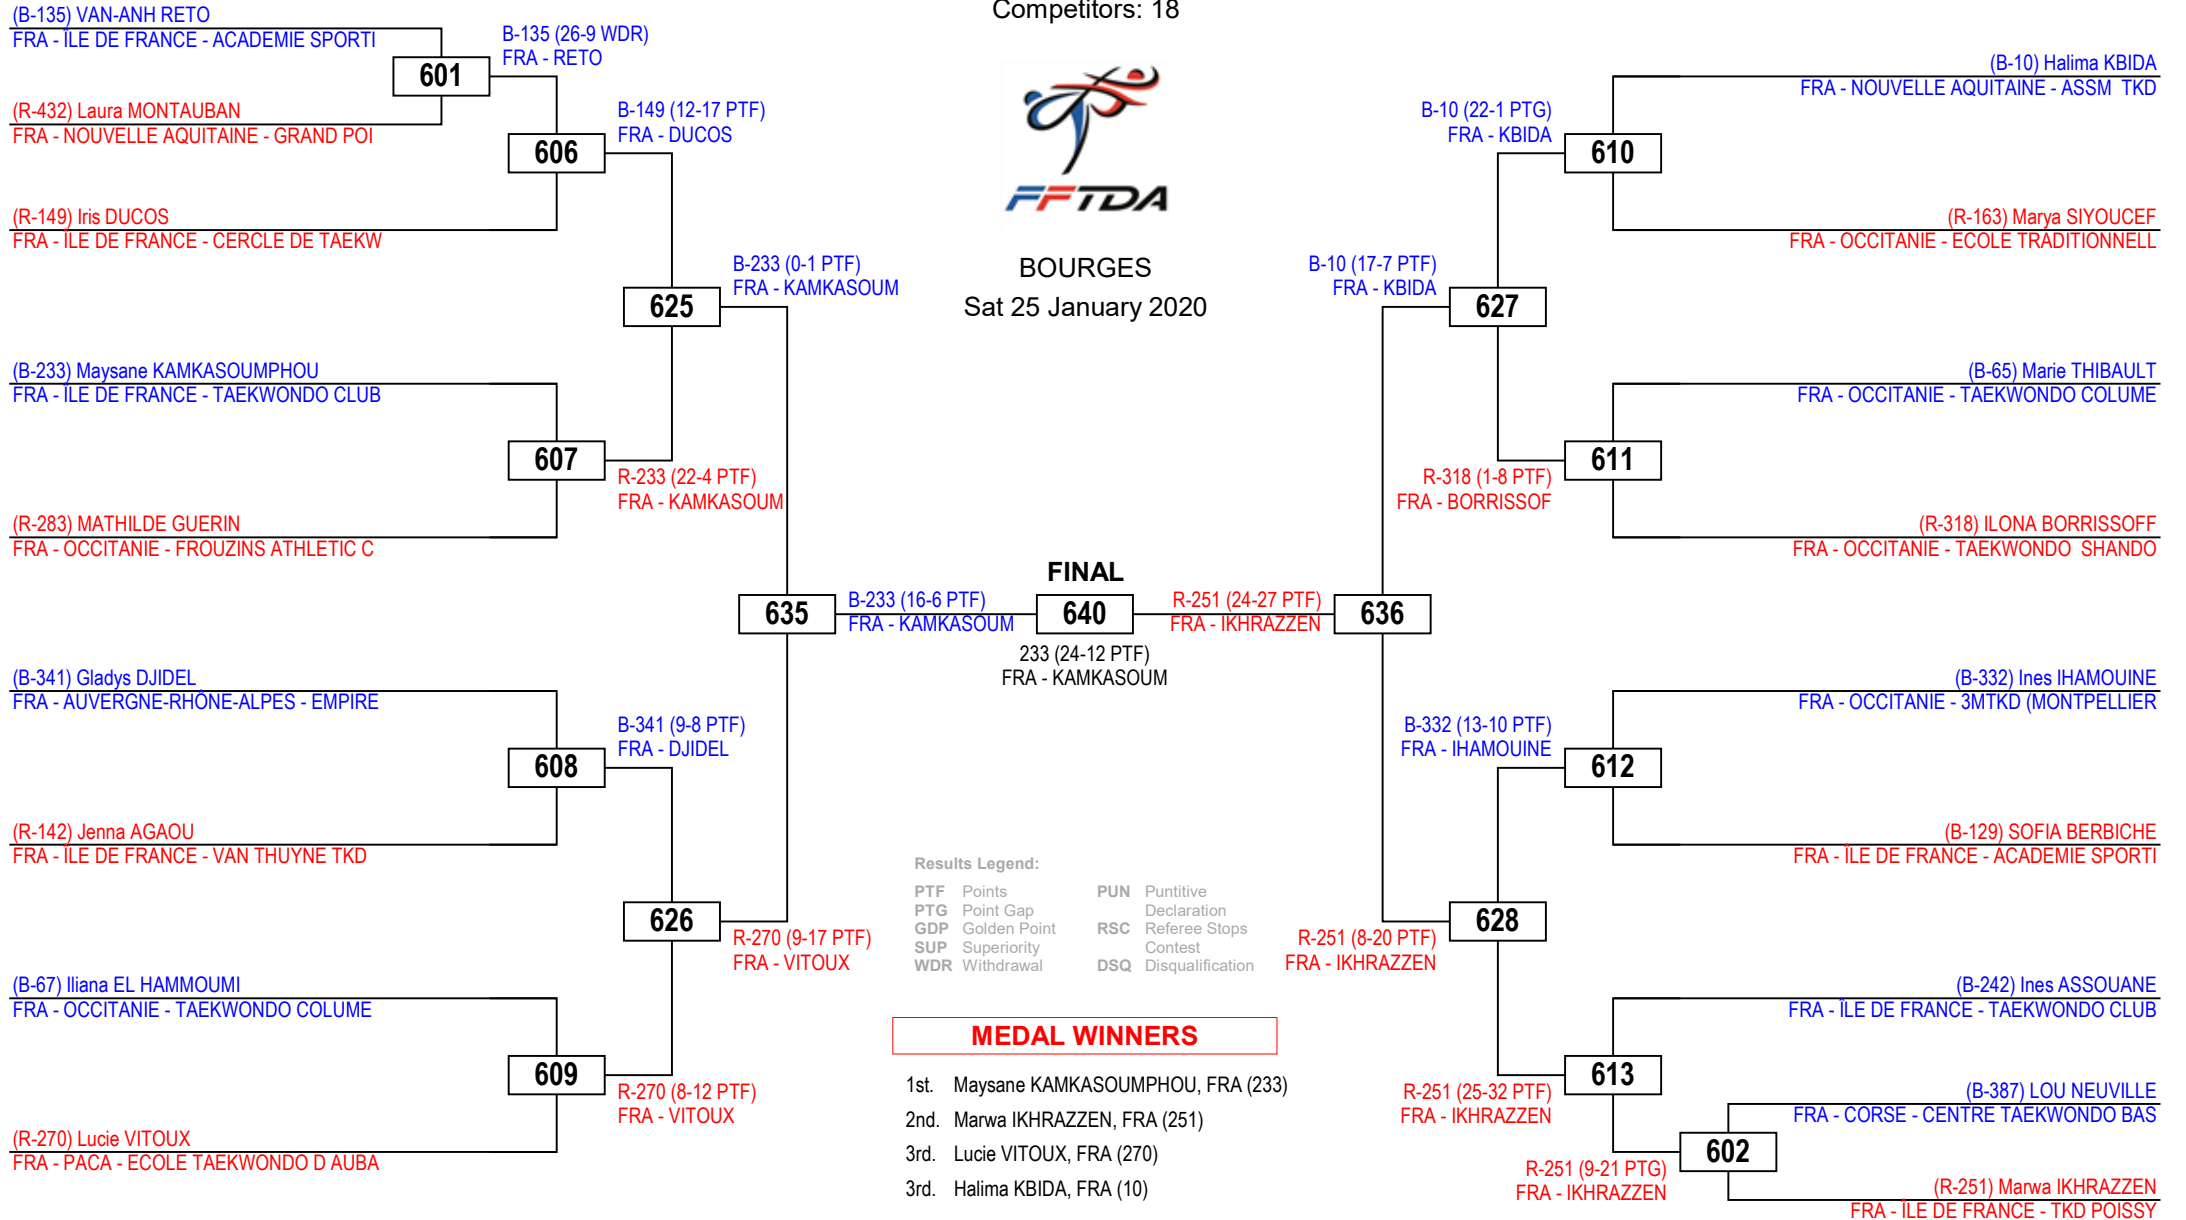 Competitors: 18
FFTDA
BOURGES
Sat 25 January 2020
(B-135) VAN-ANH RETO
FRA - ÎLE DE FRANCE - ACADEMIE SPORTI
601
(R-432) Laura MONTAUBAN
FRA - NOUVELLE AQUITAINE - GRAND POI
B-135 (26-9 WDR)
FRA - RETO
606
(R-149) Iris DUCOS
FRA - ÎLE DE FRANCE - CERCLE DE TAEKW
B-149 (12-17 PTF)
FRA - DUCOS
625
B-233 (0-1 PTF)
FRA - KAMKASOUM
(B-233) Maysane KAMKASOUMPHOU
FRA - ÎLE DE FRANCE - TAEKWONDO CLUB
607
R-233 (22-4 PTF)
FRA - KAMKASOUM
(R-283) MATHILDE GUERIN
FRA - OCCITANIE - FROUZINS ATHLETIC C
635
B-233 (16-6 PTF)
FRA - KAMKASOUM
(B-341) Gladys DJIDEL
FRA - AUVERGNE-RHÔNE-ALPES - EMPIRE
608
B-341 (9-8 PTF)
FRA - DJIDEL
(R-142) Jenna AGAOU
FRA - ÎLE DE FRANCE - VAN THUYNE TKD
626
R-270 (9-17 PTF)
FRA - VITOUX
(B-67) Iliana EL HAMMOUMI
FRA - OCCITANIE - TAEKWONDO COLUME
609
R-270 (8-12 PTF)
FRA - VITOUX
(R-270) Lucie VITOUX
FRA - PACA - ECOLE TAEKWONDO D AUBA
FINAL
640
233 (24-12 PTF)
FRA - KAMKASOUM
R-251 (24-27 PTF)
FRA - IKHRAZZEN
636
(B-10) Halima KBIDA
FRA - NOUVELLE AQUITAINE - ASSM TKD
B-10 (22-1 PTG)
FRA - KBIDA
610
(R-163) Marya SIYOUCEF
FRA - OCCITANIE - ECOLE TRADITIONNELL
B-10 (17-7 PTF)
FRA - KBIDA
627
(B-65) Marie THIBAULT
FRA - OCCITANIE - TAEKWONDO COLUME
611
R-318 (1-8 PTF)
FRA - BORRISSOF
(R-318) ILONA BORRISSOFF
FRA - OCCITANIE - TAEKWONDO SHANDO
(B-332) Ines IHAMOUINE
FRA - OCCITANIE - 3MTKD (MONTPELLIER
B-332 (13-10 PTF)
FRA - IHAMOUINE
612
(B-129) SOFIA BERBICHE
FRA - ÎLE DE FRANCE - ACADEMIE SPORTI
628
R-251 (8-20 PTF)
FRA - IKHRAZZEN
(B-242) Ines ASSOUANE
FRA - ÎLE DE FRANCE - TAEKWONDO CLUB
613
R-251 (25-32 PTF)
FRA - IKHRAZZEN
(B-387) LOU NEUVILLE
FRA - CORSE - CENTRE TAEKWONDO BAS
602
R-251 (9-21 PTG)
FRA - IKHRAZZEN
(R-251) Marwa IKHRAZZEN
FRA - ÎLE DE FRANCE - TKD POISSY
Results Legend:
PTF Points
PTG Point Gap
GDP Golden Point
SUP Superiority
WDR Withdrawal
PUN Puntitive
Declaration
RSC Referee Stops
Contest
DSQ Disqualification
MEDAL WINNERS
1st. Maysane KAMKASOUMPHOU, FRA (233)
2nd. Marwa IKHRAZZEN, FRA (251)
3rd. Lucie VITOUX, FRA (270)
3rd. Halima KBIDA, FRA (10)